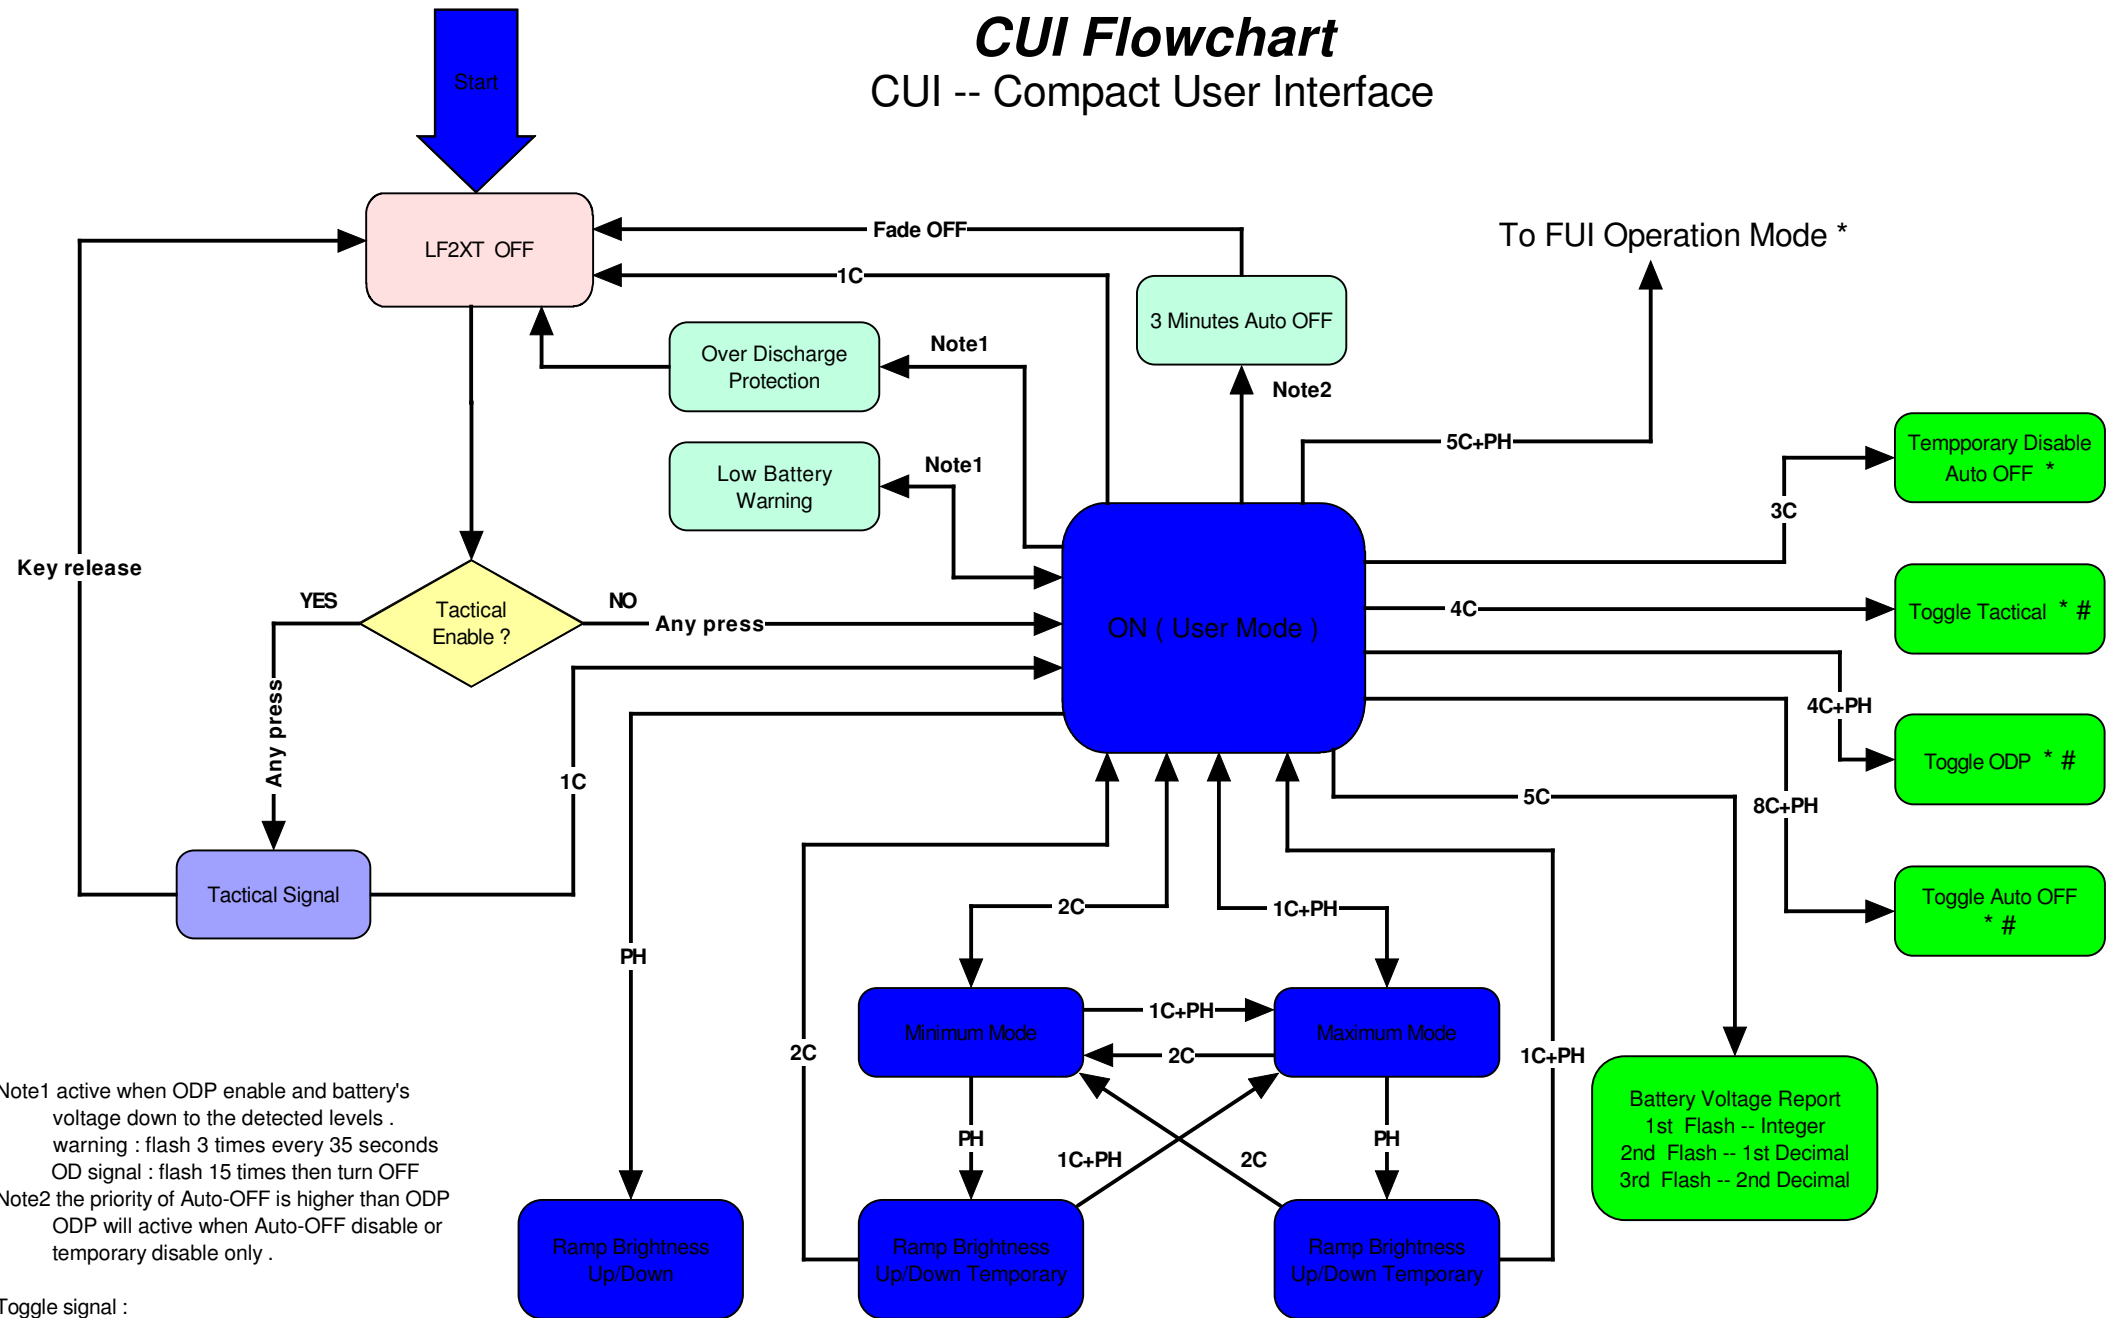 CUI Flowchart
CUI -- Compact User Interface
Start
LF2XT OFF
Fade OFF
1C
To FUI Operation Mode *
3 Minutes Auto OFF
Over Discharge
Protection
Note1
Note2
Low Battery
Warning
Note1
5C+PH
Tempporary Disable
Auto OFF *
3C
Key release
YES
Tactical
Enable ?
NO
Any press
ON ( User Mode )
4C
Toggle Tactical * #
Any press
1C
4C+PH
Toggle ODP * #
5C
8C+PH
Tactical Signal
Toggle Auto OFF
* #
2C
1C+PH
PH
Minimum Mode
1C+PH
Maximum Mode
2C
2C
1C+PH
PH
1C+PH
2C
PH
Battery Voltage Report
1st Flash -- Integer
2nd Flash -- 1st Decimal
3rd Flash -- 2nd Decimal
Ramp Brightness
Up/Down
Ramp Brightness
Up/Down Temporary
Ramp Brightness
Up/Down Temporary
Note1 active when ODP enable and battery's
voltage down to the detected levels .
warning : flash 3 times every 35 seconds
OD signal : flash 15 times then turn OFF
Note2 the priority of Auto-OFF is higher than ODP
ODP will active when Auto-OFF disable or
temporary disable only .
Toggle signal :